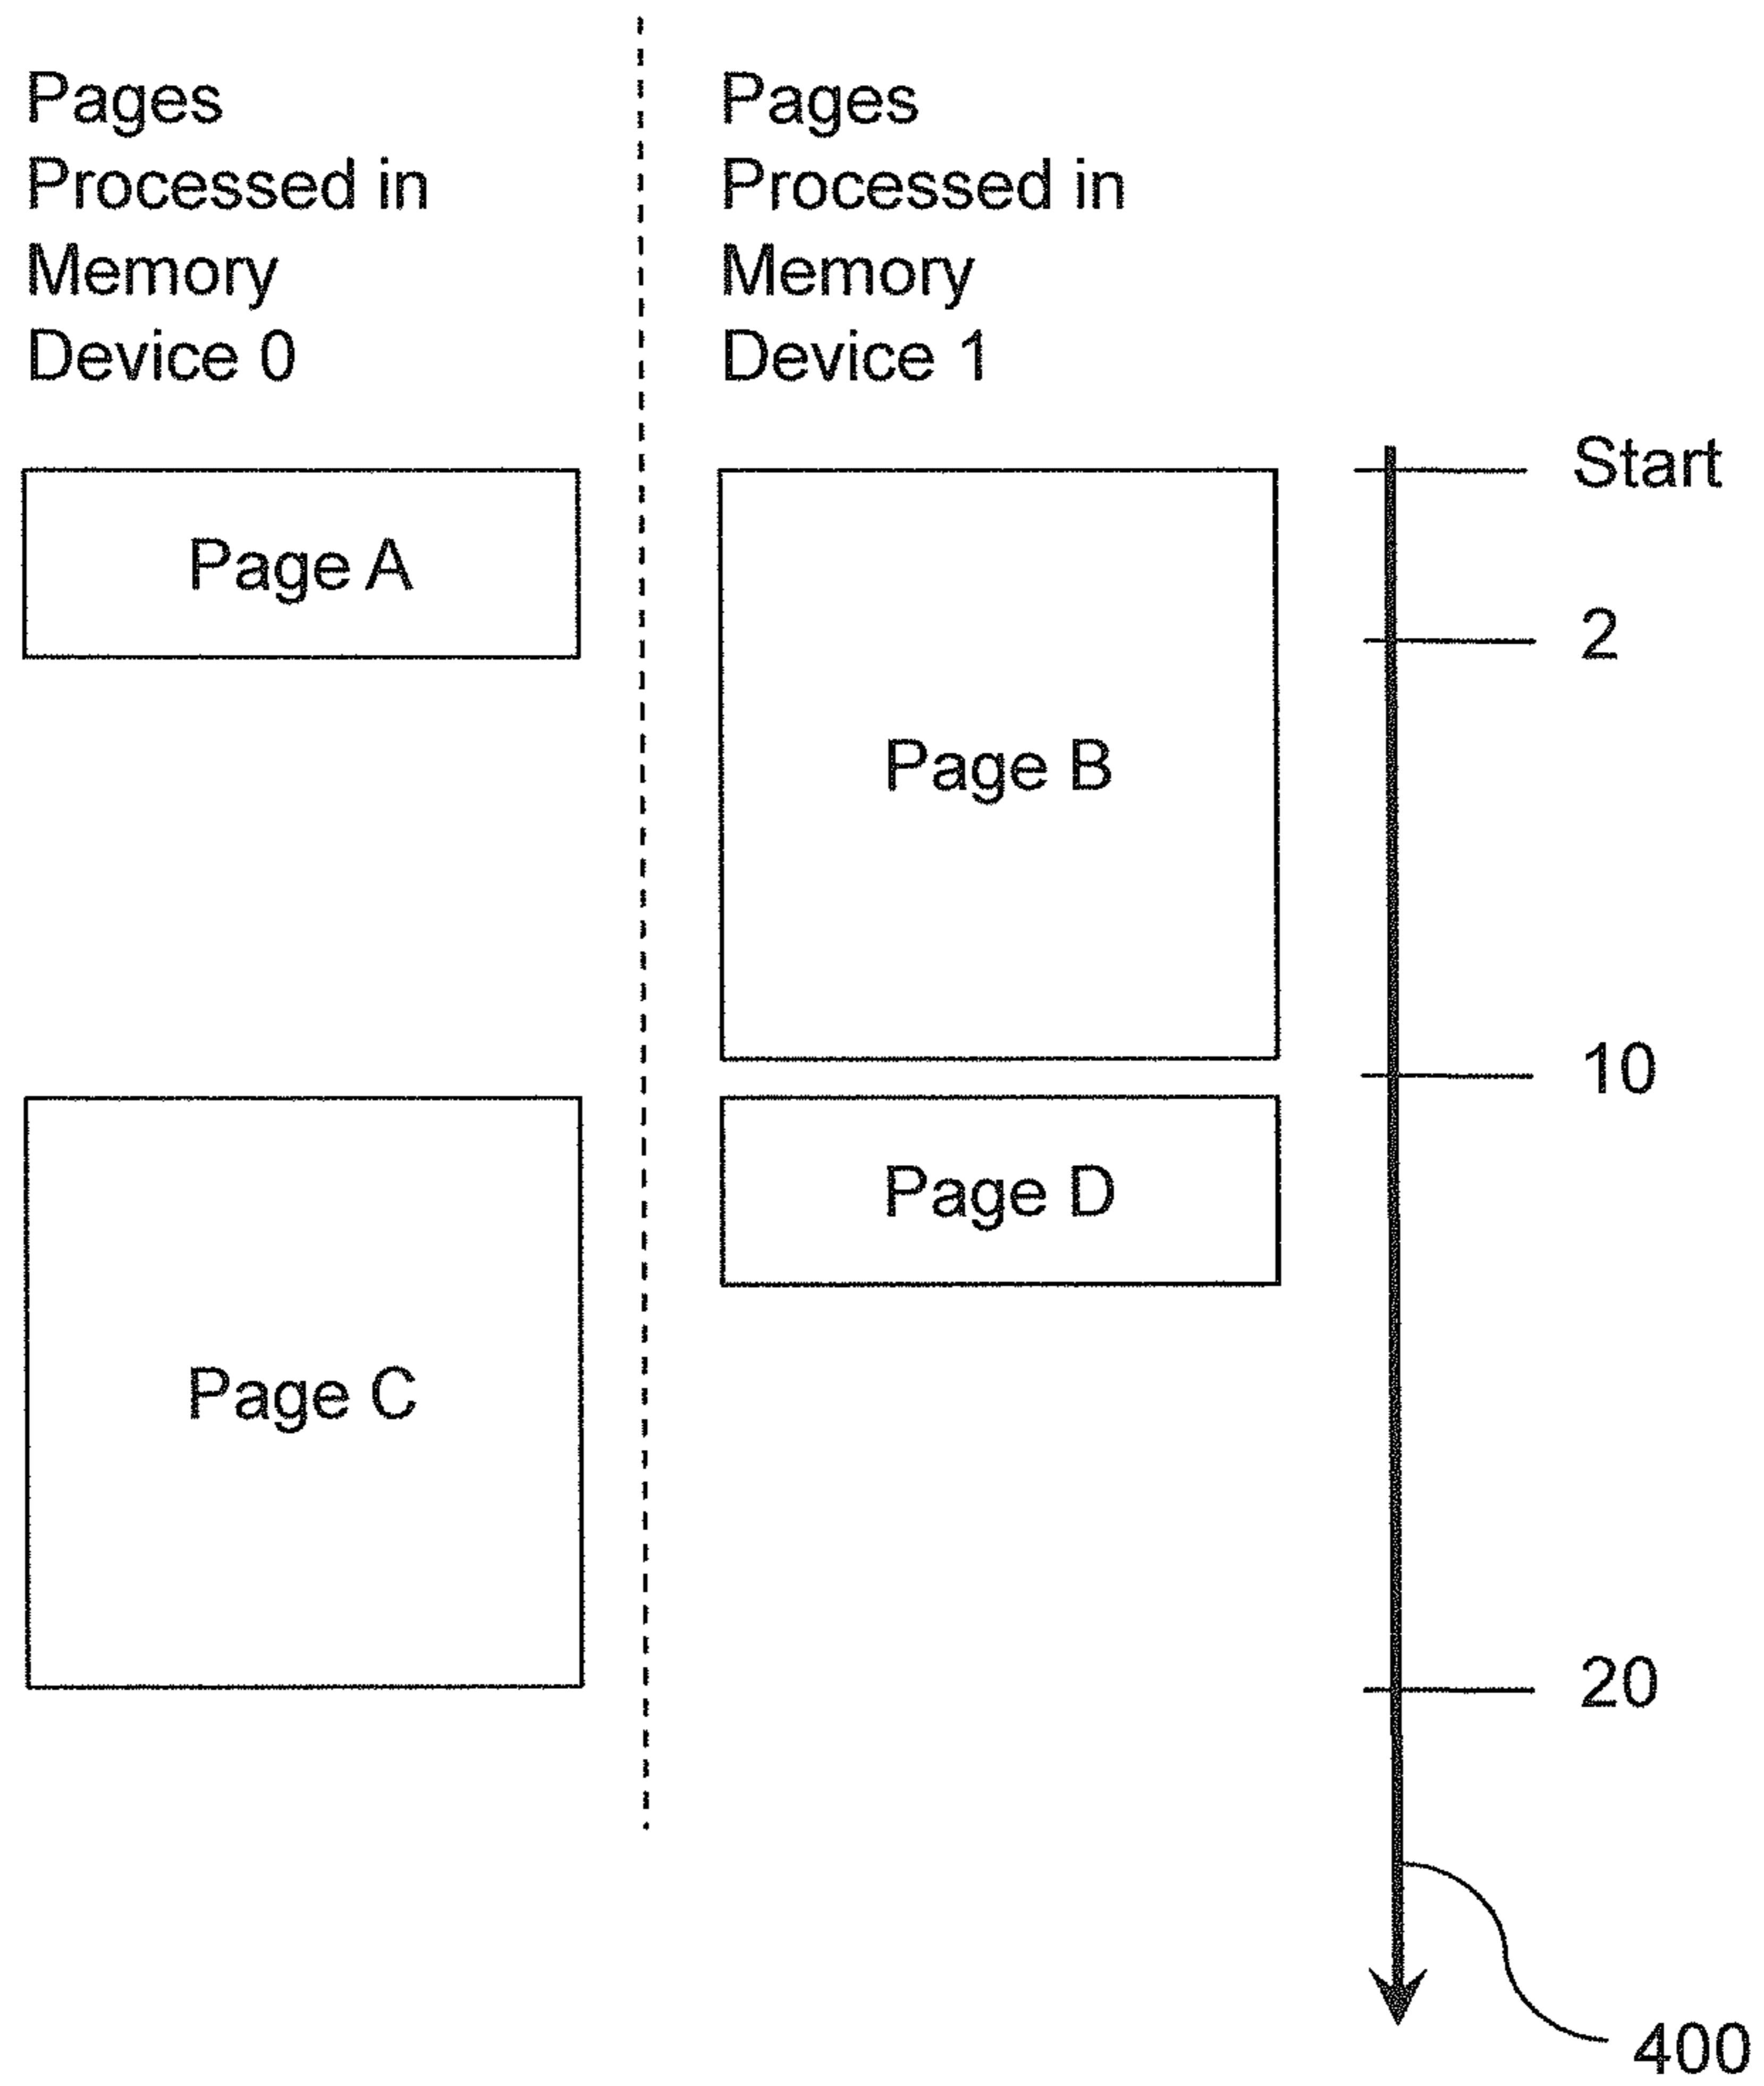 Pages
Processed in
Memory
Device 0
Pages
Processed in
Memory
Device 1
Start
Page A
2
Page B
10
Page D
Page C
20
400